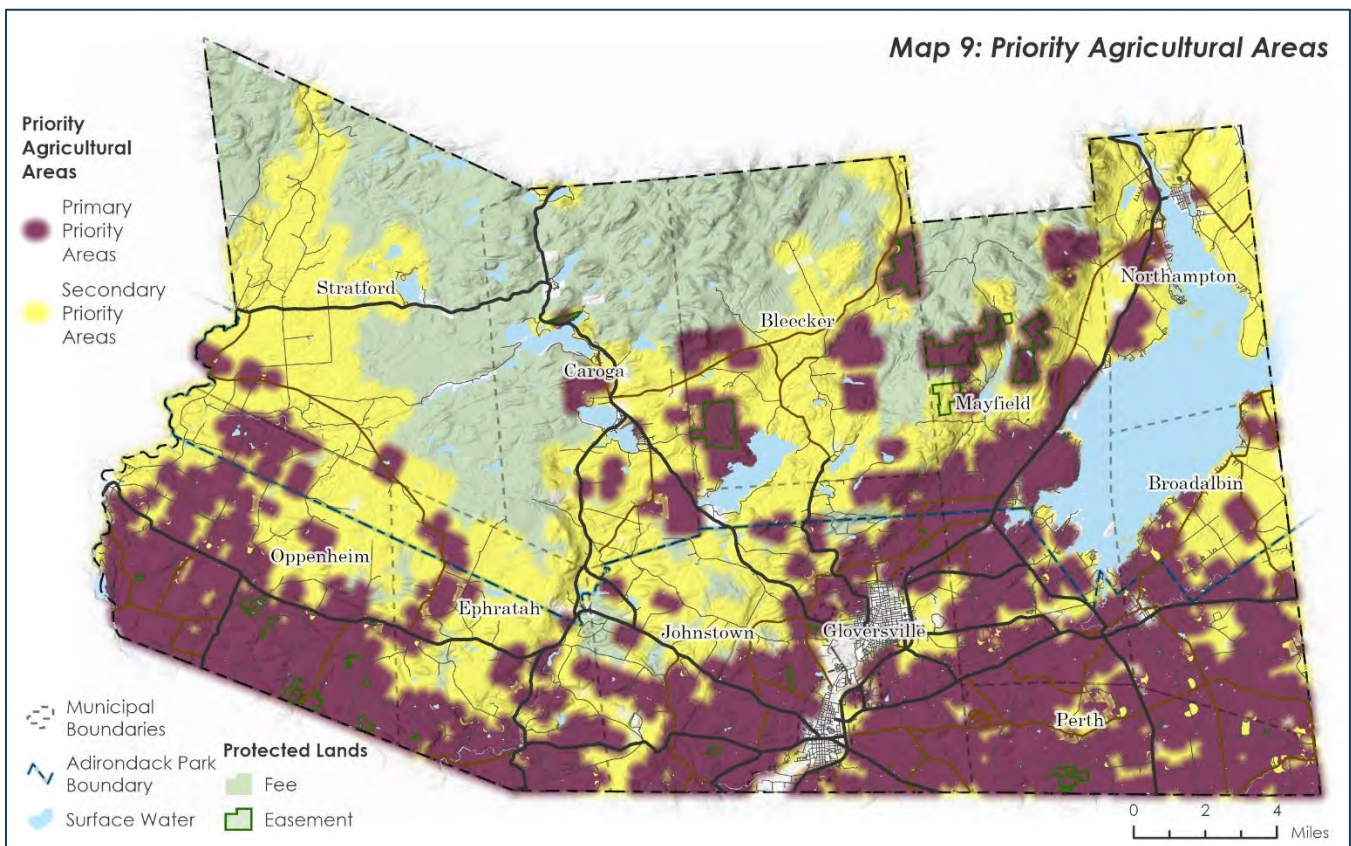 Map 9: Priority Agricultural Areas
Priority
Agricultural
Areas
Primary
Priority
Areas
Secondary
Priority
Areas
Stratford
Northampton
Bleecker
Caroga
Mayfield
Broadalbin
Oppenheim
Ephratah
Johnstown
Gloversville
Perth
Municipal
Boundaries
Adirondack Park
Boundary
Surface Water
Protected Lands
Fee
Easement
0 2 4
Miles